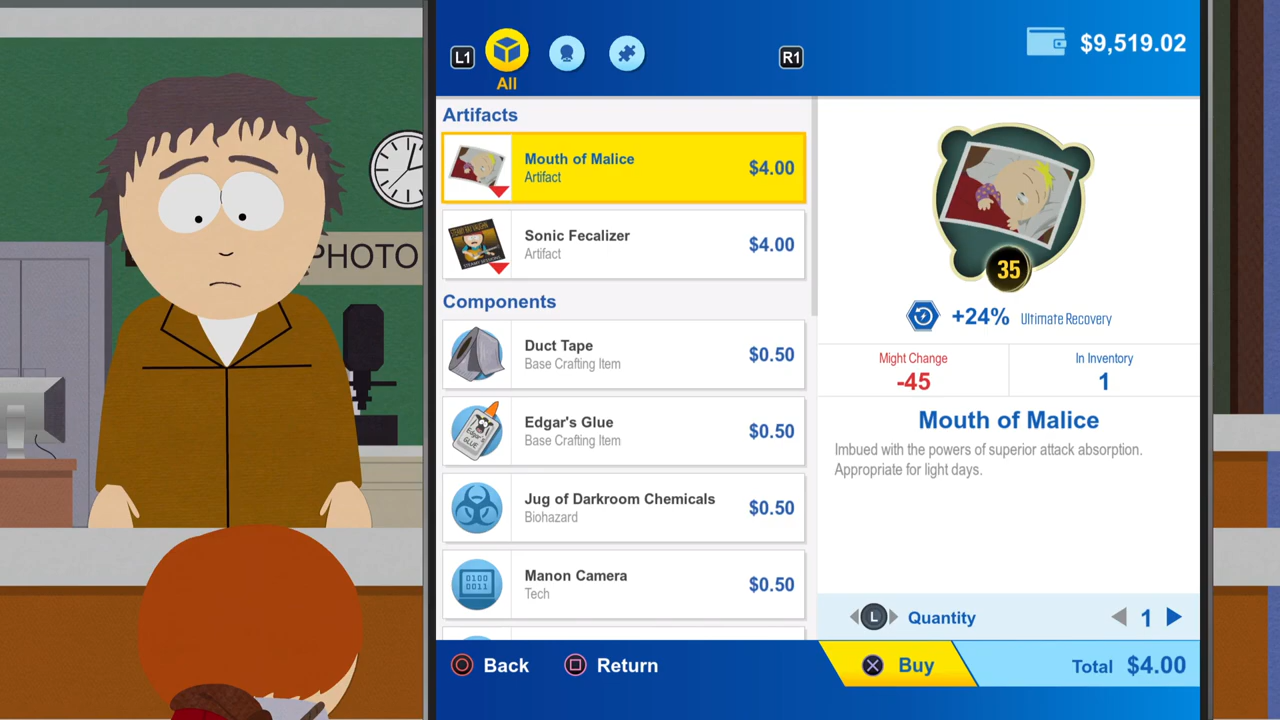 PHOTO
L1
R1
All
$9,519.02
Artifacts
Mouth of Malice
Artifact
$4.00
Sonic Fecalizer
Artifact
$4.00
Components
Duct Tape
Base Crafting Item
$0.50
Edgar's Glue
Base Crafting Item
$0.50
Edgar's
GLUE
Jug of Darkroom Chemicals
Biohazard
$0.50
0100
0011
Manon Camera
Tech
$0.50
35
+24% Ultimate Recovery
Might Change
-45
In Inventory
1
Mouth of Malice
Imbued with the powers of superior attack absorption.
Appropriate for light days.
L Quantity 1
Back
Return
Buy
Total $4.00